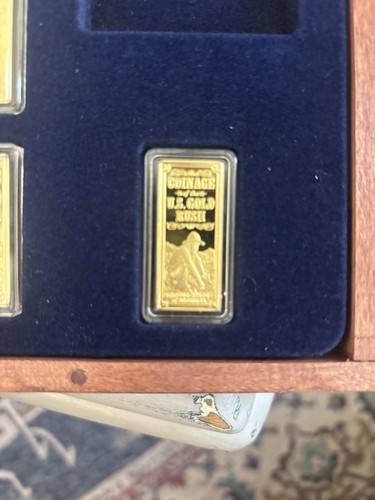 COINAGE
of the
U.S. GOLD
RUSH